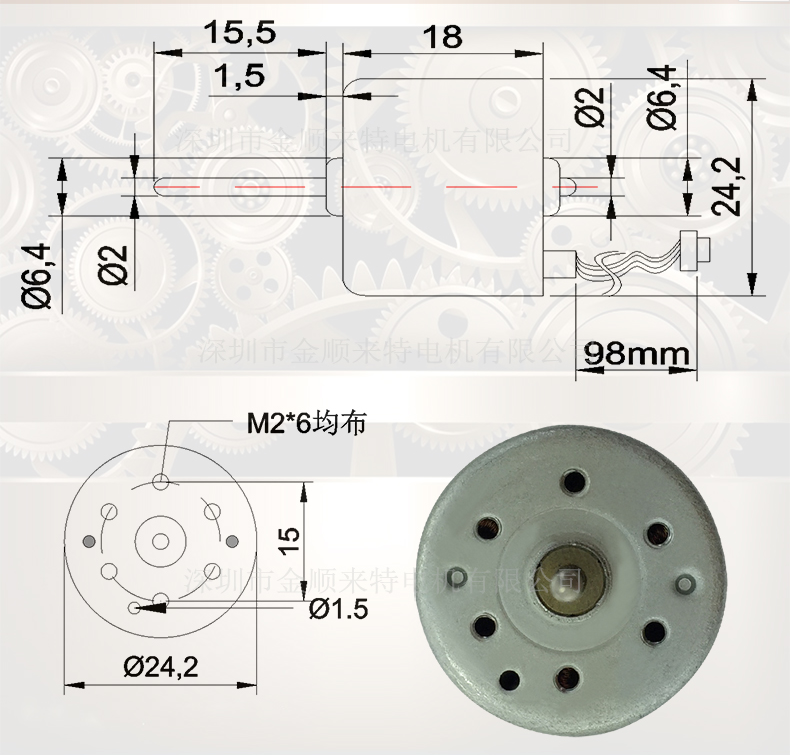 15,5
18
1,5
Ø2
Ø6,4
深圳市金顺来特电机有限公司
24,2
Ø6,4
Ø2
深圳市金顺来特电机有限公司
98mm
M2*6均布
15
深圳市金顺来特电机有限公司
Ø1.5
Ø24,2